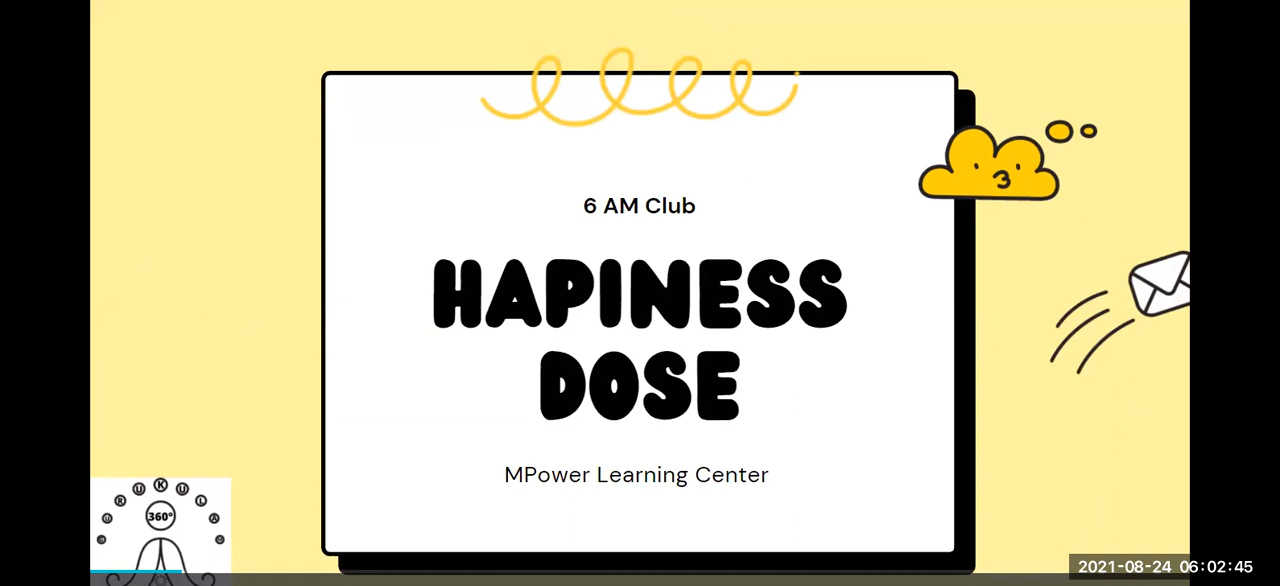 6 AM Club
HAPINESS
DOSE
MPower Learning Center
360°
2021-08-24 06:02:45